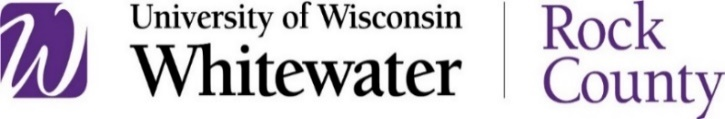 W
University of Wisconsin
Whitewater
Rock
County